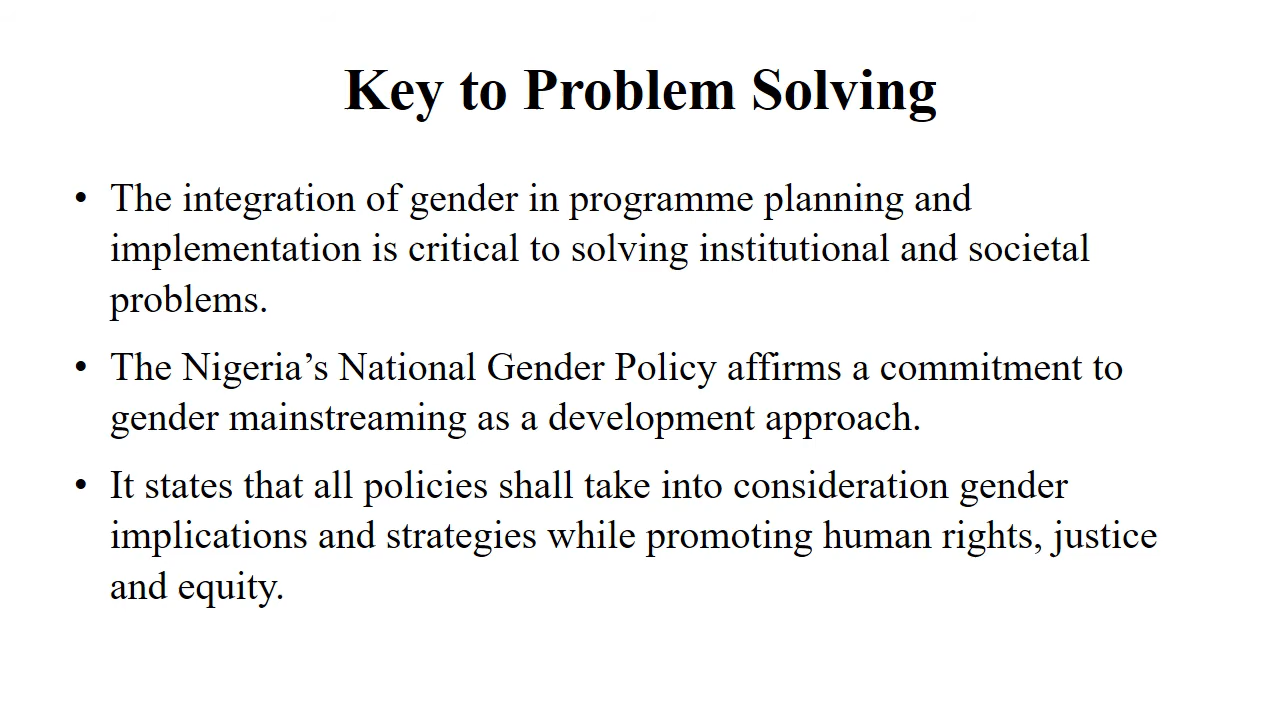 Key to Problem Solving
• The integration of gender in programme planning and
implementation is critical to solving institutional and societal
problems.
• The Nigeria’s National Gender Policy affirms a commitment to
gender mainstreaming as a development approach.
• It states that all policies shall take into consideration gender
implications and strategies while promoting human rights, justice
and equity.